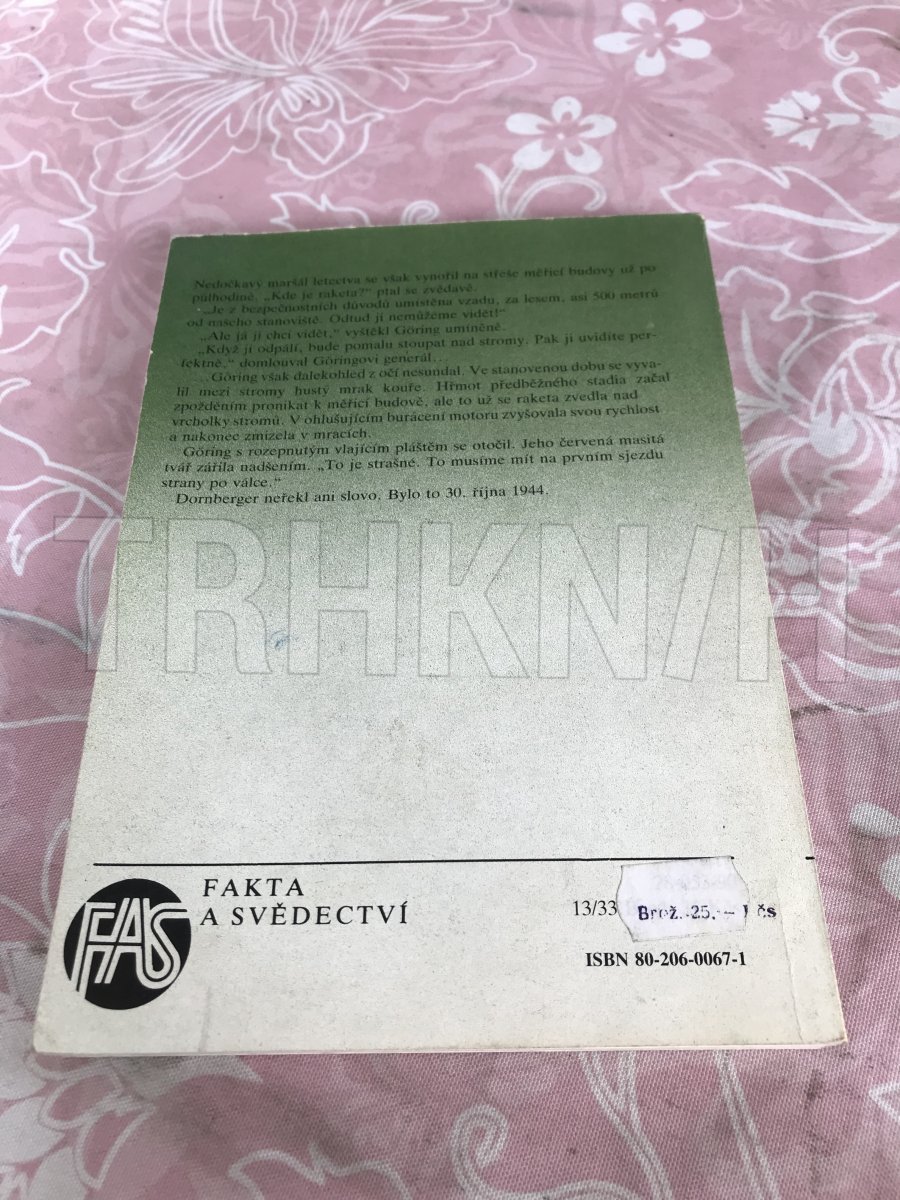 Nedočkavý maršál letectva se však vynořil na střeše měřicí budovy už po
půlhodině. „Kde je raketa?“ ptal se zvědavě.
„Je z bezpečnostních důvodů umístěna vzadu, za lesem, asi 500 metrů
od našeho stanoviště. Odtud ji nemůžeme vidět!“
„Ale já ji chci vidět,“ vyštěkl Göring umíněně.
„Když ji odpálí, bude pomalu stoupat nad stromy. Pak ji uvidíte per-
fektně,“ domlouval Göringovi generál...
...Göring však dalekohled z očí nesundal. Ve stanovenou dobu se vyva-
lil mezi stromy hustý mrak kouře. Hřmot předběžného stadia začal
zpožděním pronikat k měřicí budově, ale to už se raketa zvedla nad
vrcholky stromů. V ohlušujícím burácení motoru zvyšovala svou rychlost
a nakonec zmizela v mracích.
Göring s rozepnutým vlajícím pláštěm se otočil. Jeho červená masitá
tvář zářila nadšením. „To je strašné. To musíme mít na prvním sjezdu
strany po válce.“
Dornberger neřekl ani slovo. Bylo to 30. října 1944.
TRHKNIH
FAS
FAKTA
A SVĚDECTVÍ
13/33
Brož. 25,— Kčs
ISBN 80-206-0067-1